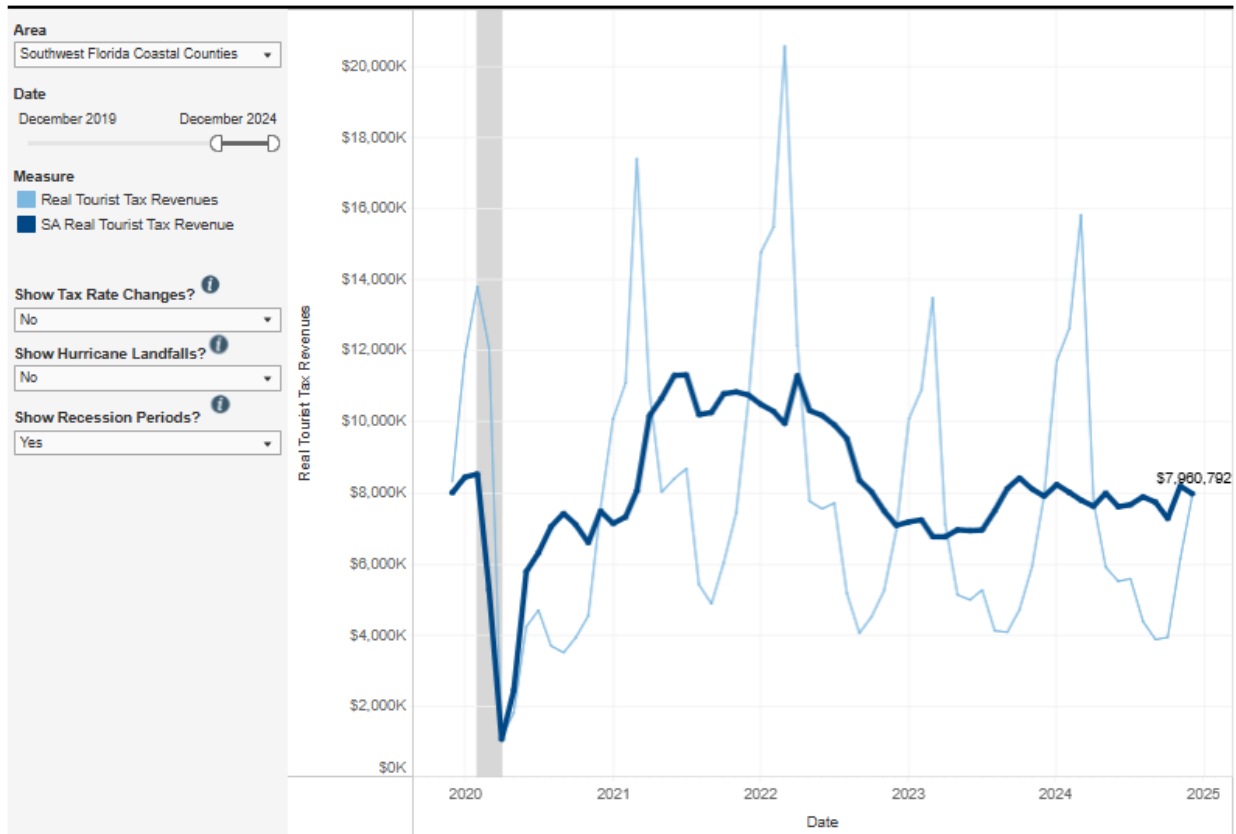 Area
Southwest Florida Coastal Counties
Date
December 2019 December 2024
Measure
Real Tourist Tax Revenues
SA Real Tourist Tax Revenue
Show Tax Rate Changes? i
No
Show Hurricane Landfalls? i
No
Show Recession Periods? i
Yes
Real Tourist Tax Revenues
$20,000K
$18,000K
$16,000K
$14,000K
$12,000K
$10,000K
$8,000K
$6,000K
$4,000K
$2,000K
$0K
$7,960,792
2020 2021 2022 2023 2024 2025
Date